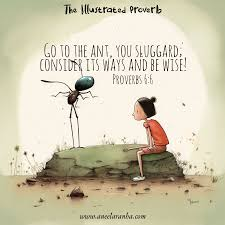 The Illustrated Proverb
Go to the ant, you sluggard;
consider its ways and be wise!
Proverbs 6:6
www.aneelaranha.com